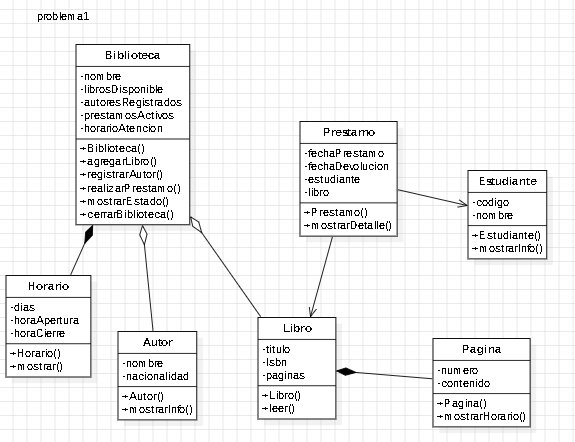 problema1
Biblioteca
-nombre
-librosDisponible
-autoresRegistrados
-prestamosActivos
-horarioAtencion
+Biblioteca()
+agregarLibro()
+registrarAutor()
+realizarPrestamo()
+mostrarEstado()
+cerrarBiblioteca()
Prestamo
-fechaPrestamo
-fechaDevolucion
-estudiante
-libro
+Prestamo()
+mostrarDetalle()
Estudiante
-codigo
-nombre
+Estudiante()
+mostrarInfo()
Horario
-dias
-horaApertura
-horaCierre
+Horario()
+mostrar()
Autor
-nombre
-nacionalidad
+Autor()
+mostrarInfo()
Libro
-titulo
-Isbn
-paginas
+Libro()
+leer()
Pagina
-numero
-contenido
+Pagina()
+mostrarHorario()